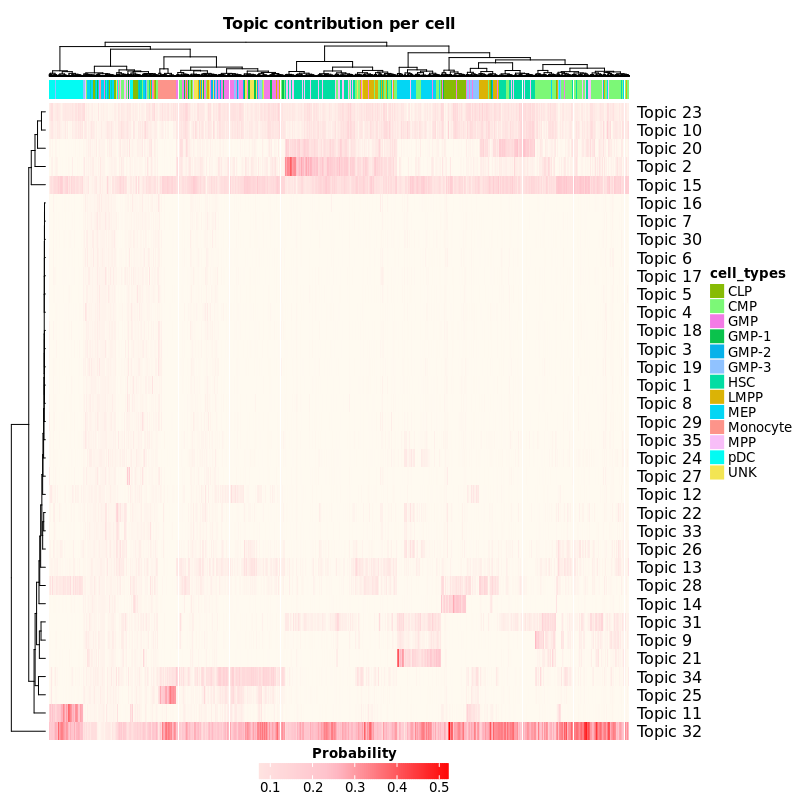 Topic contribution per cell
Topic 23
Topic 10
Topic 20
Topic 2
Topic 15
Topic 16
Topic 7
Topic 30
Topic 6
Topic 17
Topic 5
Topic 4
Topic 18
Topic 3
Topic 19
Topic 1
Topic 8
Topic 29
Topic 35
Topic 24
Topic 27
Topic 12
Topic 22
Topic 33
Topic 26
Topic 13
Topic 28
Topic 14
Topic 31
Topic 9
Topic 21
Topic 34
Topic 25
Topic 11
Topic 32
cell_types
CLP
CMP
GMP
GMP-1
GMP-2
GMP-3
HSC
LMPP
MEP
Monocyte
MPP
pDC
UNK
Probability
0.1 0.2 0.3 0.4 0.5